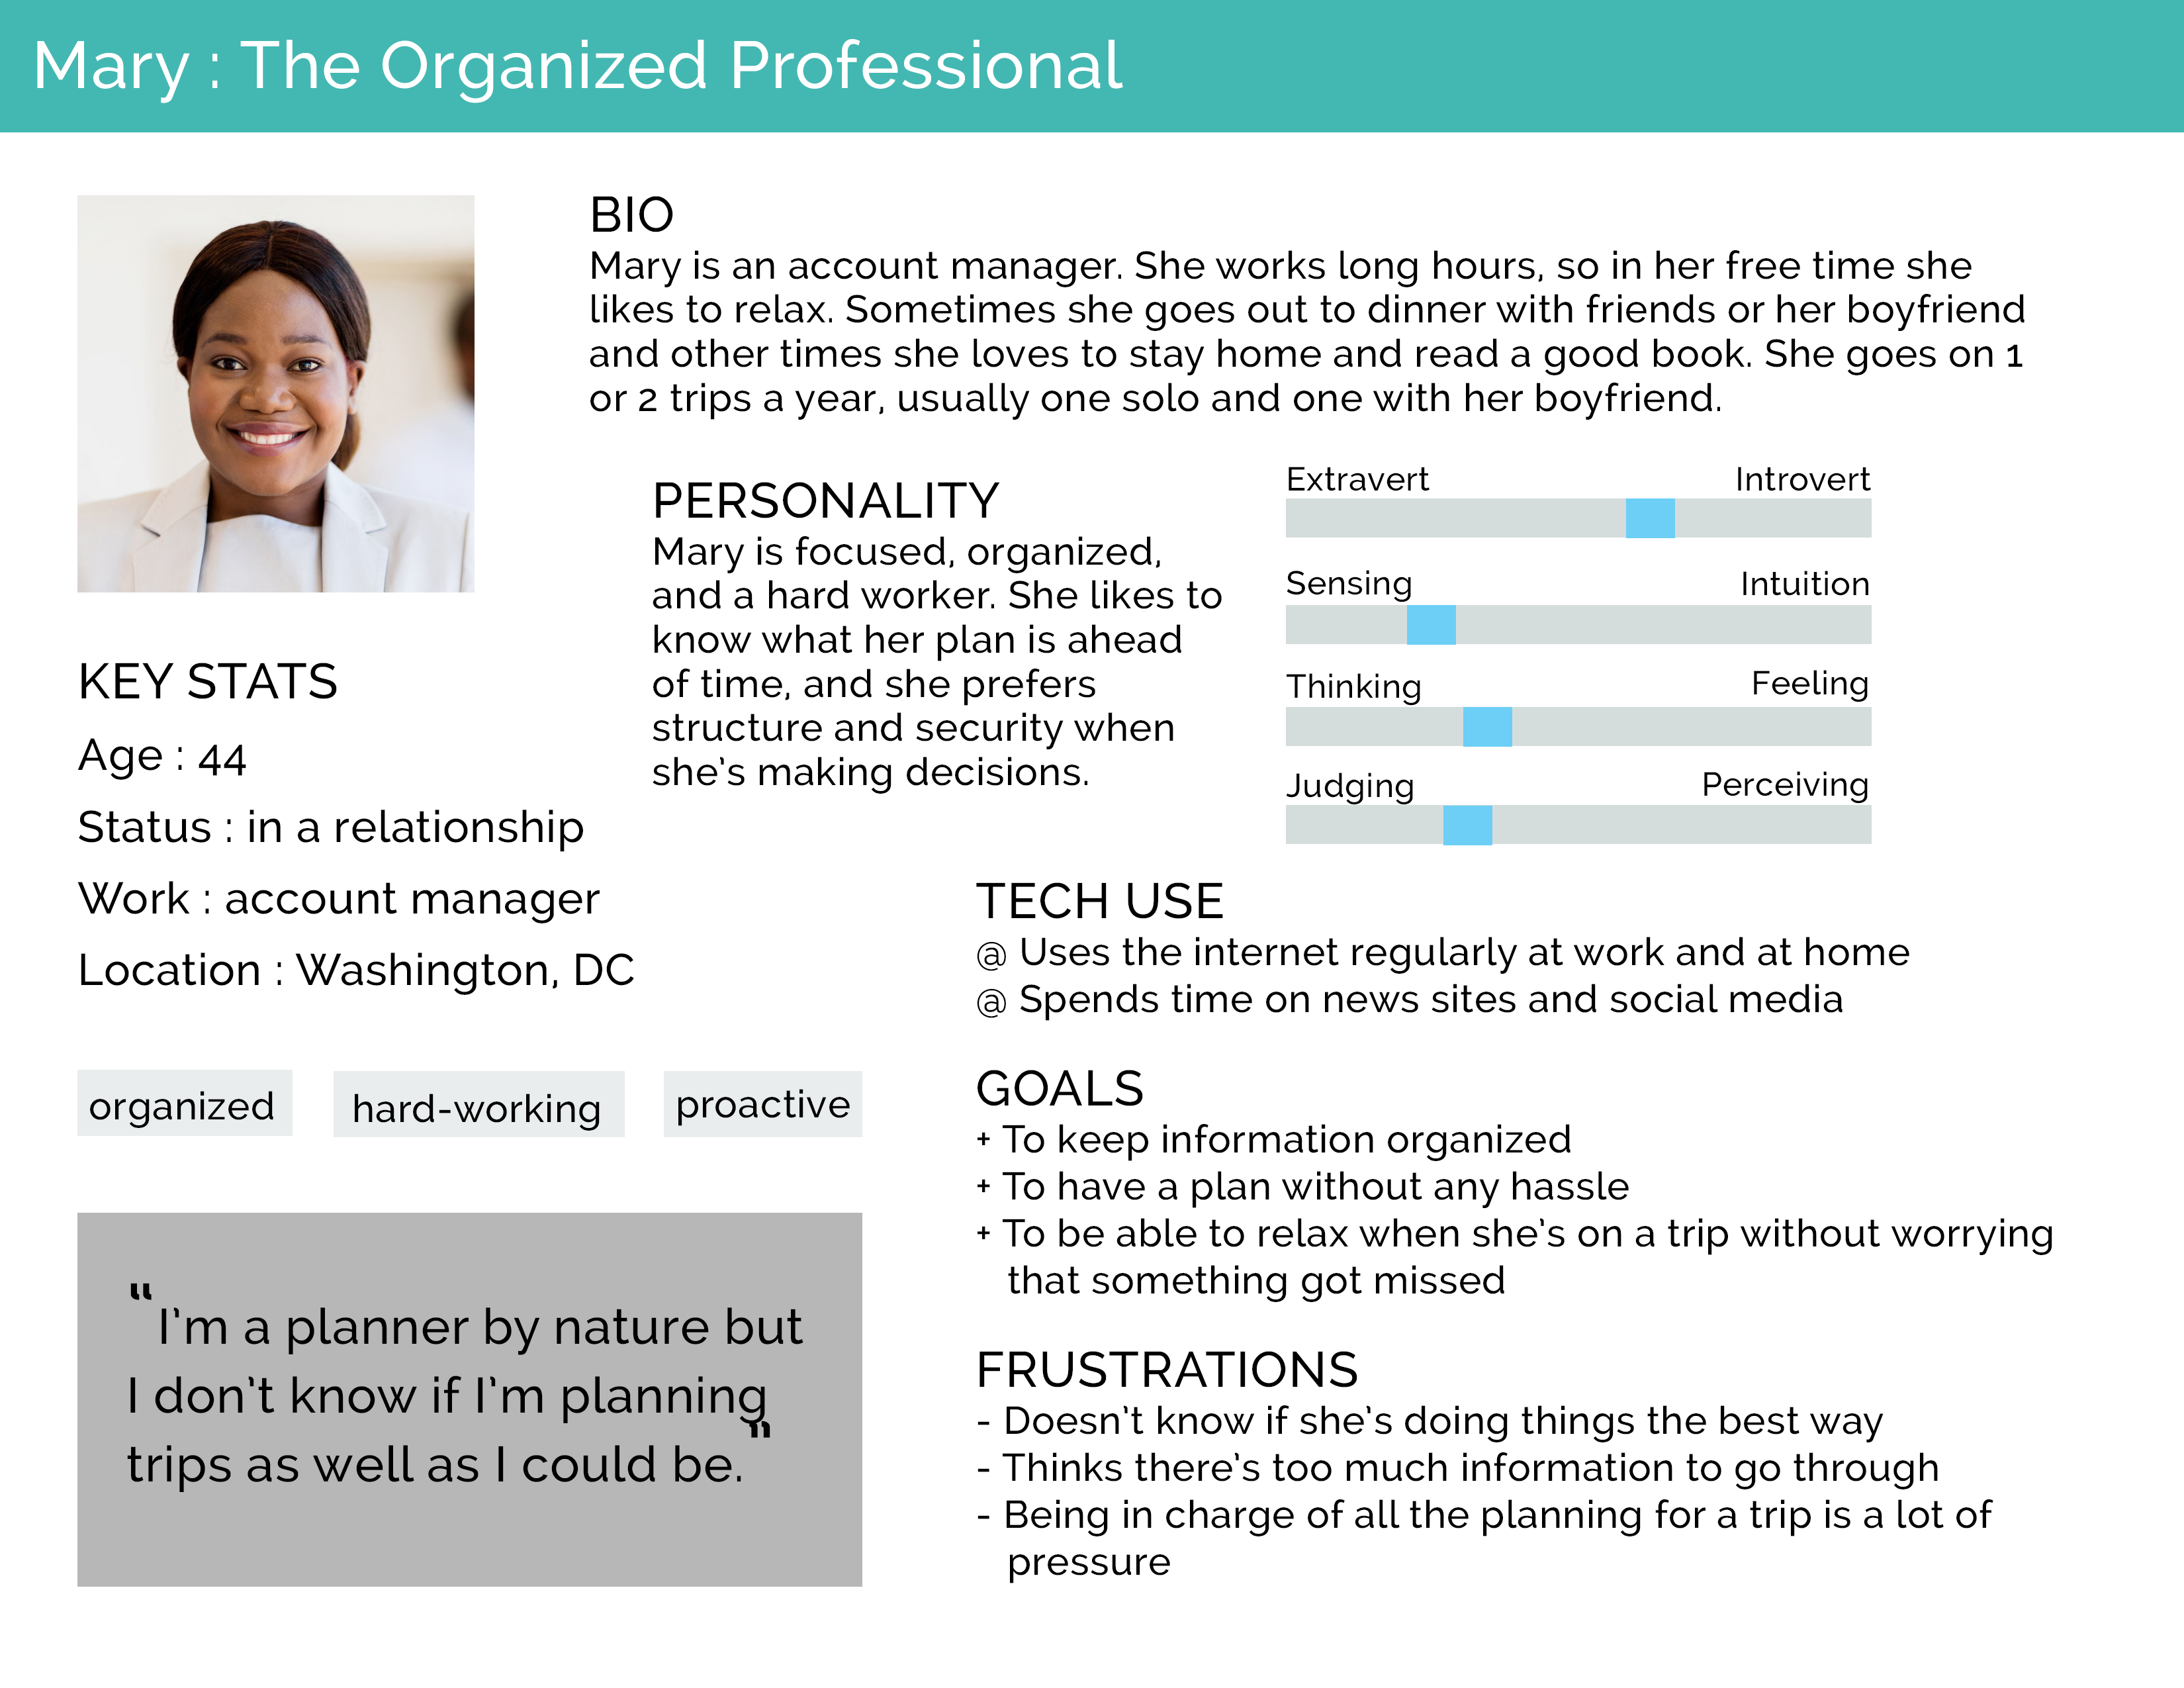 Mary : The Organized Professional
BIO
Mary is an account manager. She works long hours, so in her free time she
likes to relax. Sometimes she goes out to dinner with friends or her boyfriend
and other times she loves to stay home and read a good book. She goes on 1
or 2 trips a year, usually one solo and one with her boyfriend.
PERSONALITY
Mary is focused, organized,
and a hard worker. She likes to
know what her plan is ahead
of time, and she prefers
structure and security when
she's making decisions.
Extravert Introvert
Sensing Intuition
Thinking Feeling
Judging Perceiving
KEY STATS
Age : 44
Status : in a relationship
Work : account manager
Location : Washington, DC
organized hard-working proactive
“I'm a planner by nature but
I don't know if I'm planning
trips as well as I could be.”
TECH USE
@ Uses the internet regularly at work and at home
@ Spends time on news sites and social media
GOALS
+ To keep information organized
+ To have a plan without any hassle
+ To be able to relax when she's on a trip without worrying
that something got missed
FRUSTRATIONS
- Doesn't know if she's doing things the best way
- Thinks there's too much information to go through
- Being in charge of all the planning for a trip is a lot of
pressure